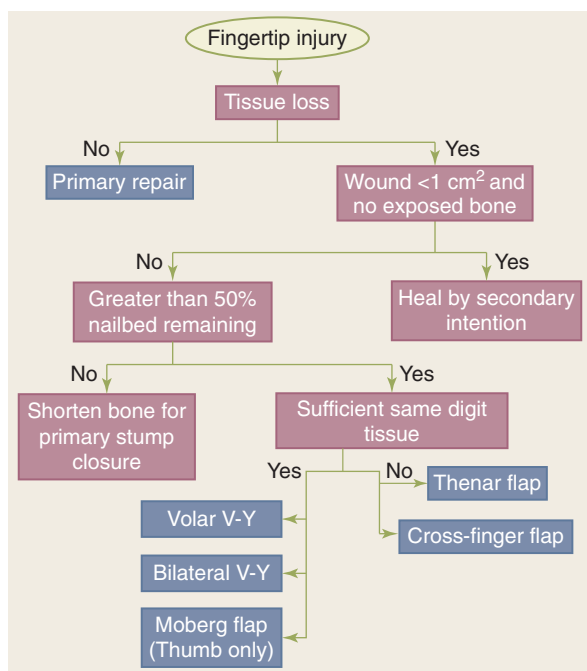 Fingertip injury
Tissue loss
No
Yes
Primary repair
Wound <1 cm² and
no exposed bone
No
Yes
Greater than 50%
nailbed remaining
Heal by secondary
intention
No
Yes
Shorten bone for
primary stump
closure
Sufficient same digit
tissue
Yes
No
Thenar flap
Volar V-Y
Cross-finger flap
Bilateral V-Y
Moberg flap
(Thumb only)